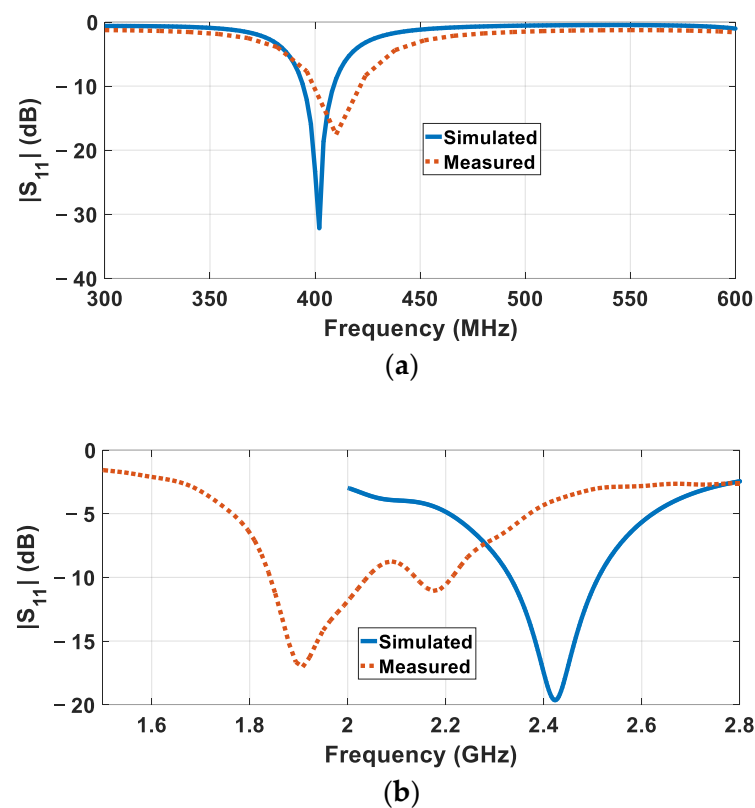 0
− 10
− 20
− 30
− 40
|S11| (dB)
Simulated
Measured
300 350 400 450 500 550 600
Frequency (MHz)
(a)
0
− 5
− 10
− 15
− 20
|S11| (dB)
Simulated
Measured
1.6 1.8 2 2.2 2.4 2.6 2.8
Frequency (GHz)
(b)